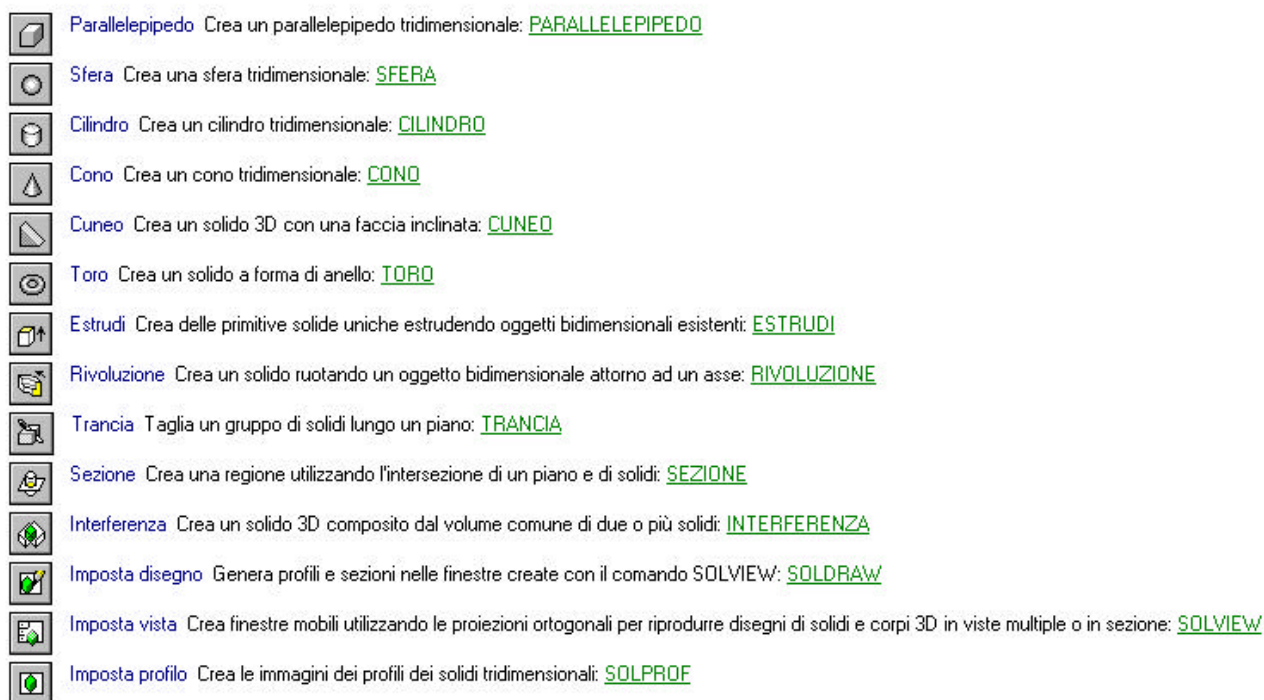 Parallelepipedo Crea un parallelepipedo tridimensionale: PARALLELEPIPEDO
Sfera Crea una sfera tridimensionale: SFERA
Cilindro Crea un cilindro tridimensionale: CILINDRO
Cono Crea un cono tridimensionale: CONO
Cuneo Crea un solido 3D con una faccia inclinata: CUNEO
Toro Crea un solido a forma di anello: TORO
Estrudi Crea delle primitive solide uniche estrudendo oggetti bidimensionali esistenti: ESTRUDI
Rivoluzione Crea un solido ruotando un oggetto bidimensionale attorno ad un asse: RIVOLUZIONE
Trancia Taglia un gruppo di solidi lungo un piano: TRANCIA
Sezione Crea una regione utilizzando l'intersezione di un piano e di solidi: SEZIONE
Interferenza Crea un solido 3D composito dal volume comune di due o più solidi: INTERFERENZA
Imposta disegno Genera profili e sezioni nelle finestre create con il comando SOLVIEW: SOLDRAW
Imposta vista Crea finestre mobili utilizzando le proiezioni ortogonali per riprodurre disegni di solidi e corpi 3D in viste multiple o in sezione: SOLVIEW
Imposta profilo Crea le immagini dei profili dei solidi tridimensionali: SOLPROF